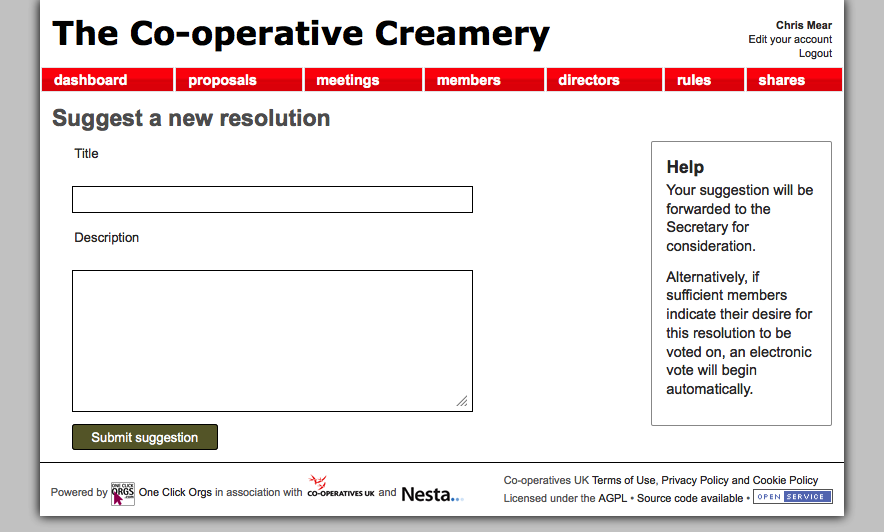 The Co-operative Creamery
Chris Mear
Edit your account
Logout
dashboard proposals meetings members directors rules shares
Suggest a new resolution
Title
Description
Submit suggestion
Help
Your suggestion will be
forwarded to the
Secretary for
consideration.
Alternatively, if
sufficient members
indicate their desire for
this resolution to be
voted on, an electronic
vote will begin
automatically.
Powered by ONE CLICK ORGS .com One Click Orgs in association with CO-OPERATIVES UK and Nesta...
Co-operatives UK Terms of Use, Privacy Policy and Cookie Policy
Licensed under the AGPL • Source code available • OPEN SERVICE